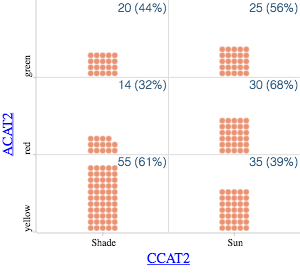 20 (44%) 25 (56%)
green
14 (32%) 30 (68%)
red
ACAT2
55 (61%) 35 (39%)
yellow
Shade Sun
CCAT2